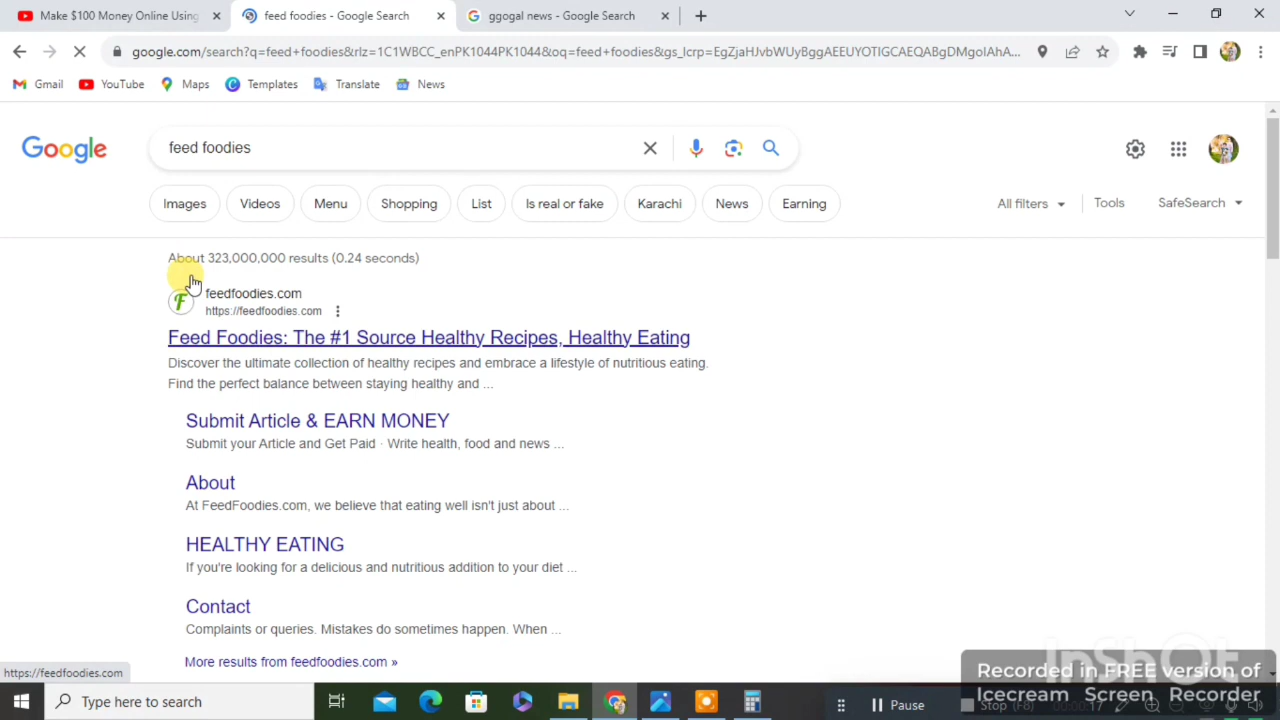 Make $100 Money Online Using
feed foodies - Google Search
ggogal news - Google Search
google.com/search?q=feed+foodies&rlz=1C1WBCC_enPK1044PK1044&oq=feed+foodies&gs_lcrp=EgZjaHJvbWUyBggAEEUYOTIGCAEQABgDMgoIAhA...
Gmail
YouTube
Maps
Templates
Translate
News
Google
feed foodies
Images
Videos
Menu
Shopping
List
Is real or fake
Karachi
News
Earning
All filters
Tools
SafeSearch
About 323,000,000 results (0.24 seconds)
F
feedfoodies.com
https://feedfoodies.com
Feed Foodies: The #1 Source Healthy Recipes, Healthy Eating
Discover the ultimate collection of healthy recipes and embrace a lifestyle of nutritious eating.
Find the perfect balance between staying healthy and ...
Submit Article & EARN MONEY
Submit your Article and Get Paid · Write health, food and news ...
About
At FeedFoodies.com, we believe that eating well isn't just about ...
HEALTHY EATING
If you're looking for a delicious and nutritious addition to your diet ...
Contact
Complaints or queries. Mistakes do sometimes happen. When ...
More results from feedfoodies.com »
https://feedfoodies.com
InShOt
Recorded in FREE version of
Icecream Screen Recorder
Type here to search
Pause
Stop (F8)
00:00:17